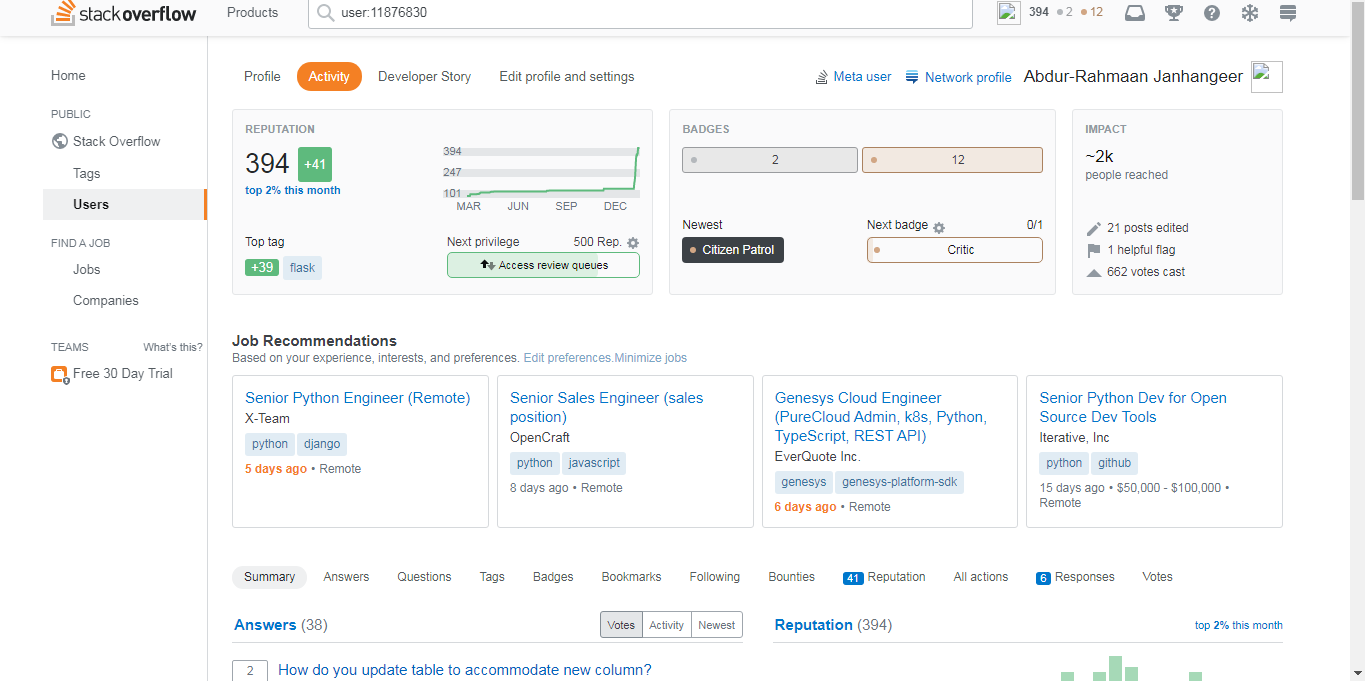 stackoverflow
Products
user:11876830
394 2 12
Home
PUBLIC
Stack Overflow
Tags
Users
FIND A JOB
Jobs
Companies
TEAMS What's this?
Free 30 Day Trial
Profile Activity Developer Story Edit profile and settings
Meta user Network profile Abdur-Rahmaan Janhangeer
REPUTATION
394 +41
top 2% this month
394
247
101
MAR JUN SEP DEC
Top tag
+39 flask
Next privilege 500 Rep.
Access review queues
BADGES
2 12
Newest
Citizen Patrol
Next badge 0/1
Critic
IMPACT
~2k
people reached
21 posts edited
1 helpful flag
662 votes cast
Job Recommendations
Based on your experience, interests, and preferences. Edit preferences.Minimize jobs
Senior Python Engineer (Remote)
X-Team
python django
5 days ago • Remote
Senior Sales Engineer (sales
position)
OpenCraft
python javascript
8 days ago • Remote
Genesys Cloud Engineer
(PureCloud Admin, k8s, Python,
TypeScript, REST API)
EverQuote Inc.
genesys genesys-platform-sdk
6 days ago • Remote
Senior Python Dev for Open
Source Dev Tools
Iterative, Inc
python github
15 days ago • $50,000 - $100,000 •
Remote
Summary Answers Questions Tags Badges Bookmarks Following Bounties 41 Reputation All actions 6 Responses Votes
Answers (38) Votes Activity Newest
2 How do you update table to accommodate new column?
Reputation (394) top 2% this month